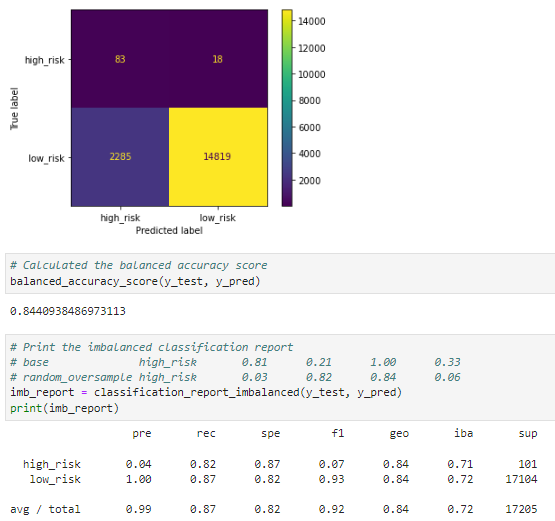 14000
high_risk 83 18
12000
10000
True label
8000
6000
low_risk 2285 14819
4000
2000
high_risk low_risk
Predicted label
# Calculated the balanced accuracy score
balanced_accuracy_score(y_test, y_pred)
0.8440938486973113
# Print the imbalanced classification report
# base high_risk 0.81 0.21 1.00 0.33
# random_oversample high_risk 0.03 0.82 0.84 0.06
imb_report = classification_report_imbalanced(y_test, y_pred)
print(imb_report)
pre rec spe f1 geo iba sup
high_risk 0.04 0.82 0.87 0.07 0.84 0.71 101
low_risk 1.00 0.87 0.82 0.93 0.84 0.72 17104
avg / total 0.99 0.87 0.82 0.92 0.84 0.72 17205